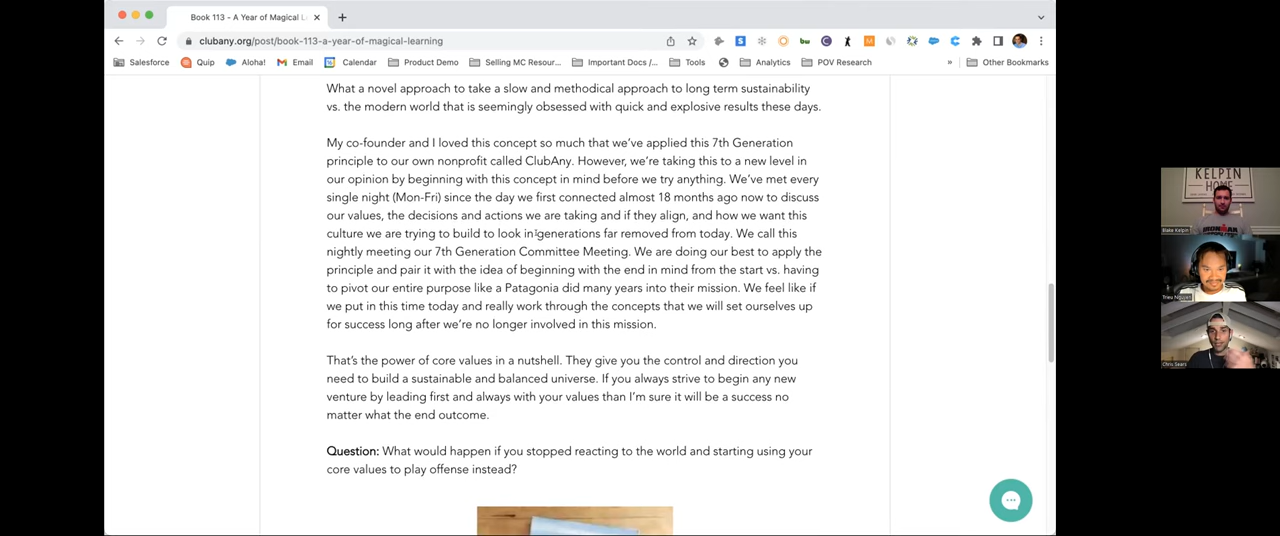 Book 113 - A Year of Magical L
clubany.org/post/book-113-a-year-of-magical-learning
Salesforce Quip Aloha! Email Calendar Product Demo Selling MC Resour... Important Docs /... Tools Analytics POV Research » Other Bookmarks
What a novel approach to take a slow and methodical approach to long term sustainability
vs. the modern world that is seemingly obsessed with quick and explosive results these days.
My co-founder and I loved this concept so much that we've applied this 7th Generation
principle to our own nonprofit called ClubAny. However, we're taking this to a new level in
our opinion by beginning with this concept in mind before we try anything. We've met every
single night (Mon-Fri) since the day we first connected almost 18 months ago now to discuss
our values, the decisions and actions we are taking and if they align, and how we want this
culture we are trying to build to look in generations far removed from today. We call this
nightly meeting our 7th Generation Committee Meeting. We are doing our best to apply the
principle and pair it with the idea of beginning with the end in mind from the start vs. having
to pivot our entire purpose like a Patagonia did many years into their mission. We feel like if
we put in this time today and really work through the concepts that we will set ourselves up
for success long after we're no longer involved in this mission.
That's the power of core values in a nutshell. They give you the control and direction you
need to build a sustainable and balanced universe. If you always strive to begin any new
venture by leading first and always with your values than I'm sure it will be a success no
matter what the end outcome.
Question: What would happen if you stopped reacting to the world and starting using your
core values to play offense instead?
KELPIN
HOME
IRONMAN
Blake Kelpin
Trieu Nguyen
Chris Sears